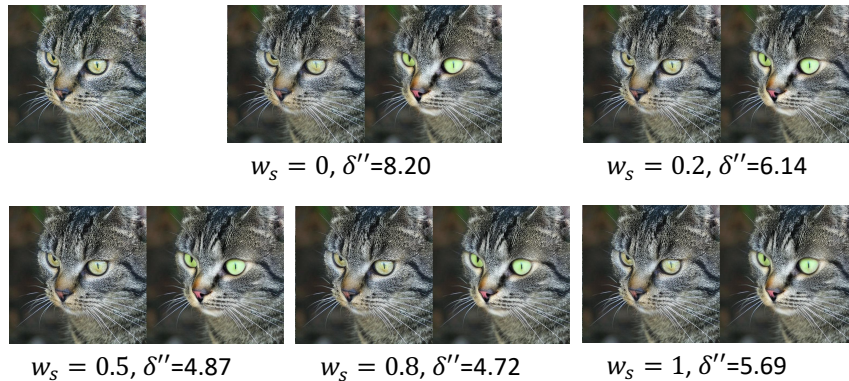 w_s = 0, δ''=8.20
w_s = 0.2, δ''=6.14
w_s = 0.5, δ''=4.87
w_s = 0.8, δ''=4.72
w_s = 1, δ''=5.69